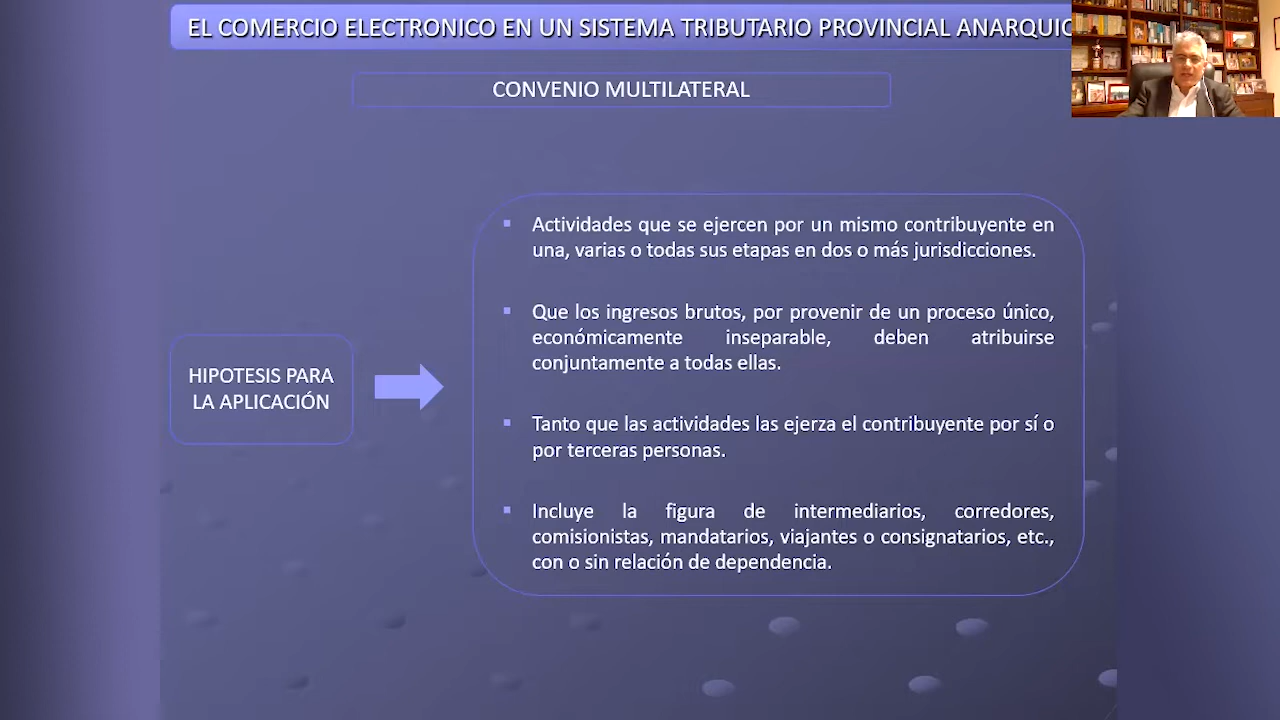 EL COMERCIO ELECTRONICO EN UN SISTEMA TRIBUTARIO PROVINCIAL
CONVENIO MULTILATERAL
HIPOTESIS PARA
LA APLICACIÓN
▪ Actividades que se ejercen por un mismo contribuyente en
una, varias o todas sus etapas en dos o más jurisdicciones.
▪ Que los ingresos brutos, por provenir de un proceso único,
económicamente inseparable, deben atribuirse
conjuntamente a todas ellas.
▪ Tanto que las actividades las ejerza el contribuyente por sí o
por terceras personas.
▪ Incluye la figura de intermediarios, corredores,
comisionistas, mandatarios, viajantes o consignatarios, etc.,
con o sin relación de dependencia.